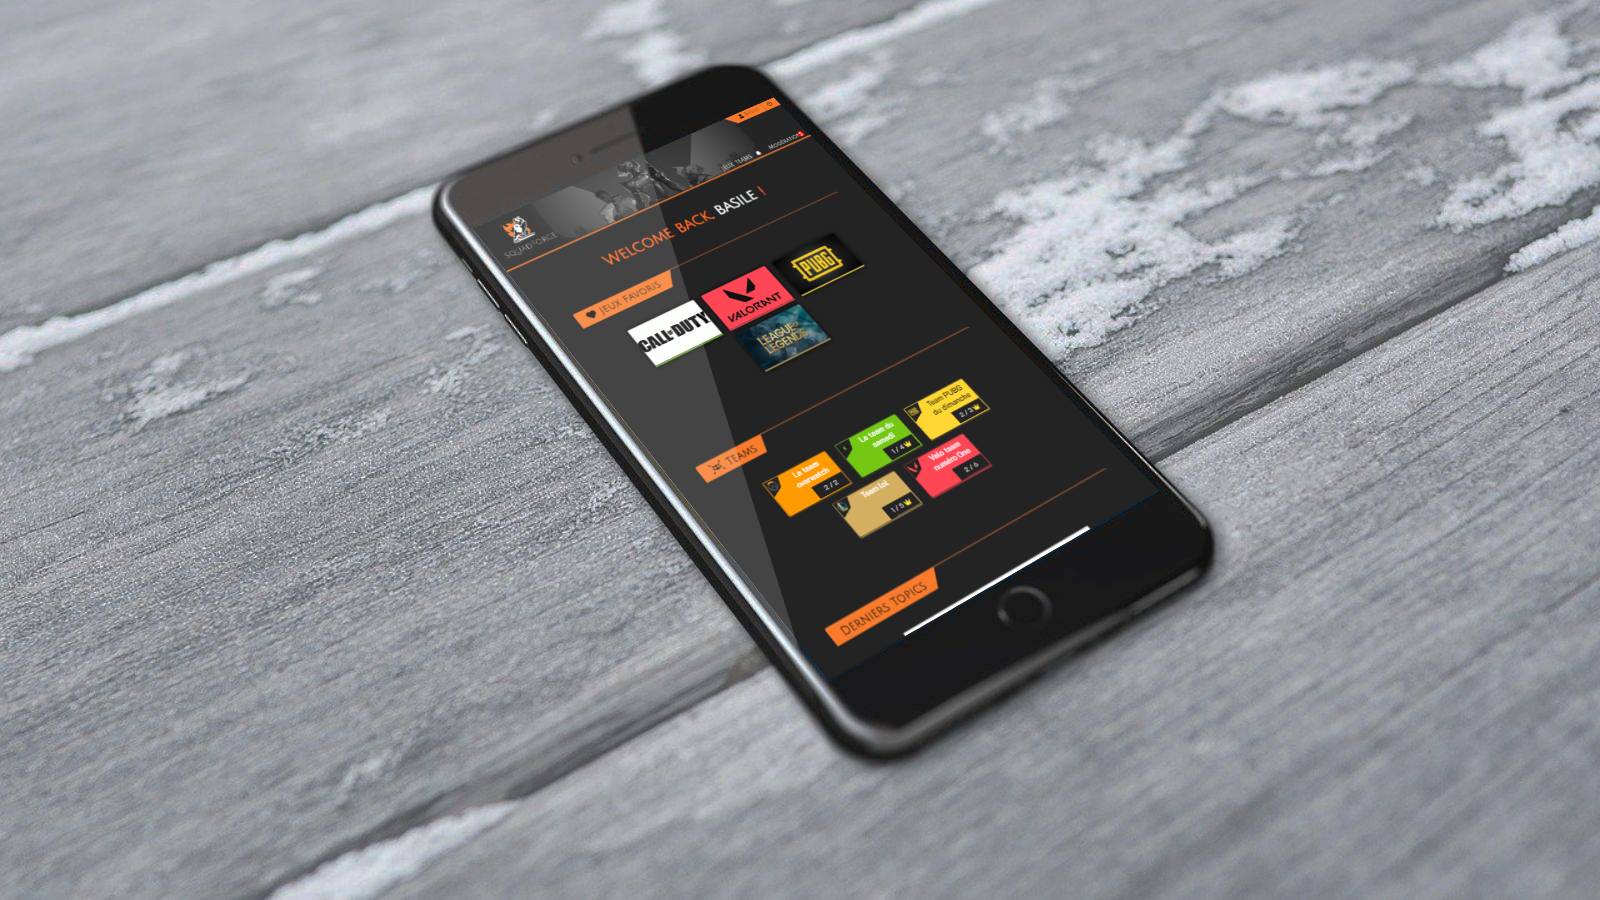 JEUX TEAMS
MODÉRATION
SQUADFORCE
WELCOME BACK, BASILE !
JEUX FAVORIS
CALL OF DUTY
VALORANT
PUBG
LEAGUE OF
LEGENDS
TEAMS
La team
overwatch
2 / 2
La team du
samedi
1 / 4
Team PUBG
du dimanche
2 / 3
Team lol
1 / 5
Valo team
numéro One
2 / 5
DERNIERS TOPICS